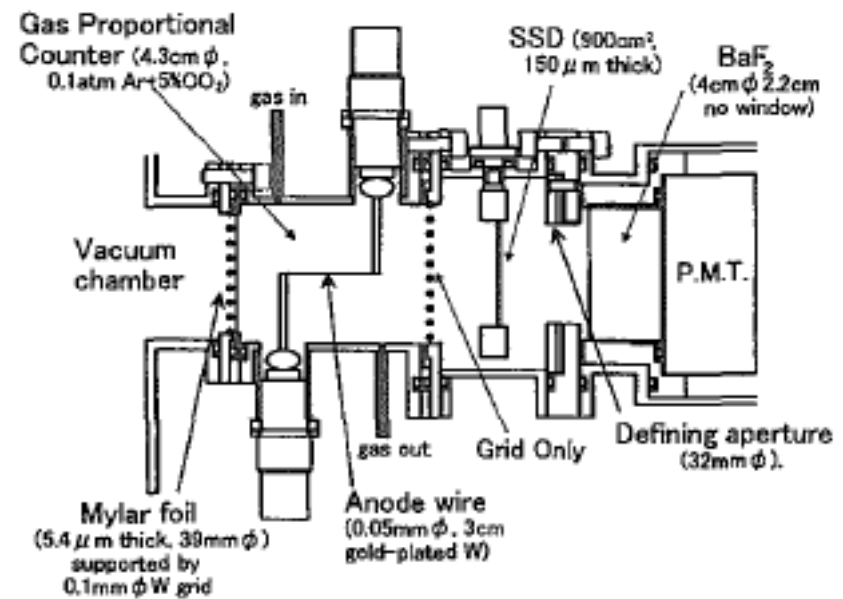 Gas Proportional
Counter (4.3cmφ,
0.1atm Ar+5%CO₂)
gas in
SSD (900cm²,
150μm thick)
BaF₂
(4cmφ 2.2cm
no window)
Vacuum
chamber
P.M.T.
gas out
Grid Only
Defining aperture
(32mmφ).
Mylar foil
(5.4μm thick, 39mmφ)
supported by
0.1mmφW grid
Anode wire
(0.05mmφ, 3cm
gold-plated W)